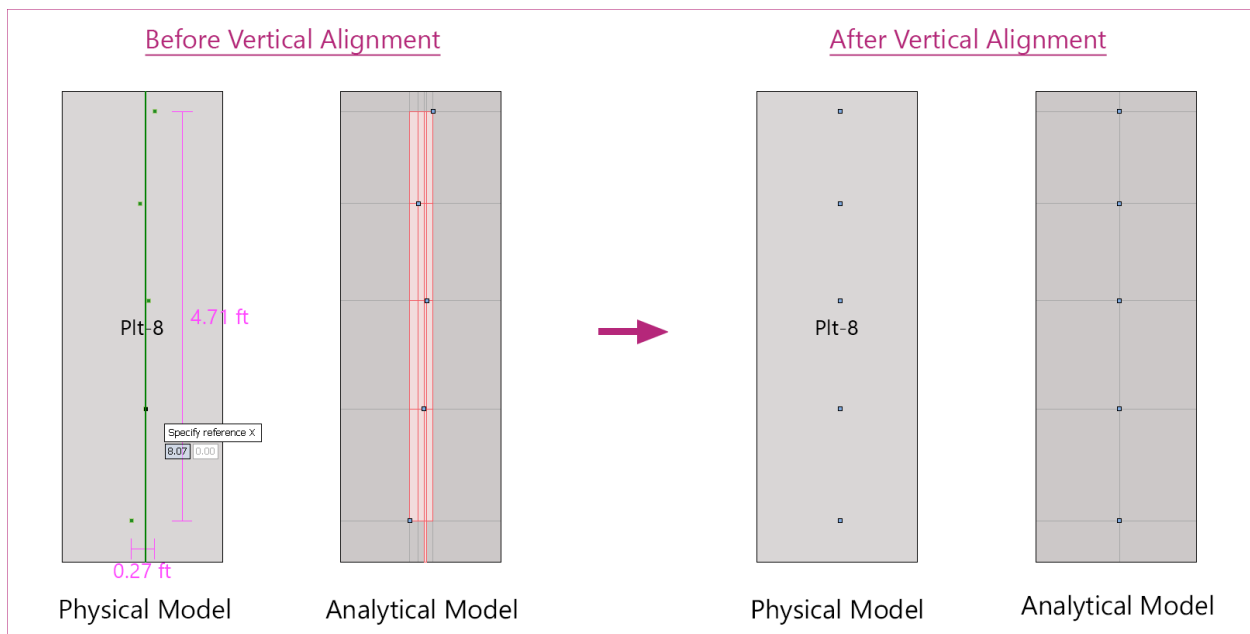 Before Vertical Alignment
After Vertical Alignment
4.71 ft
Plt-8
Plt-8
Specify reference X
8.07 0.00
0.27 ft
Physical Model
Analytical Model
Physical Model
Analytical Model